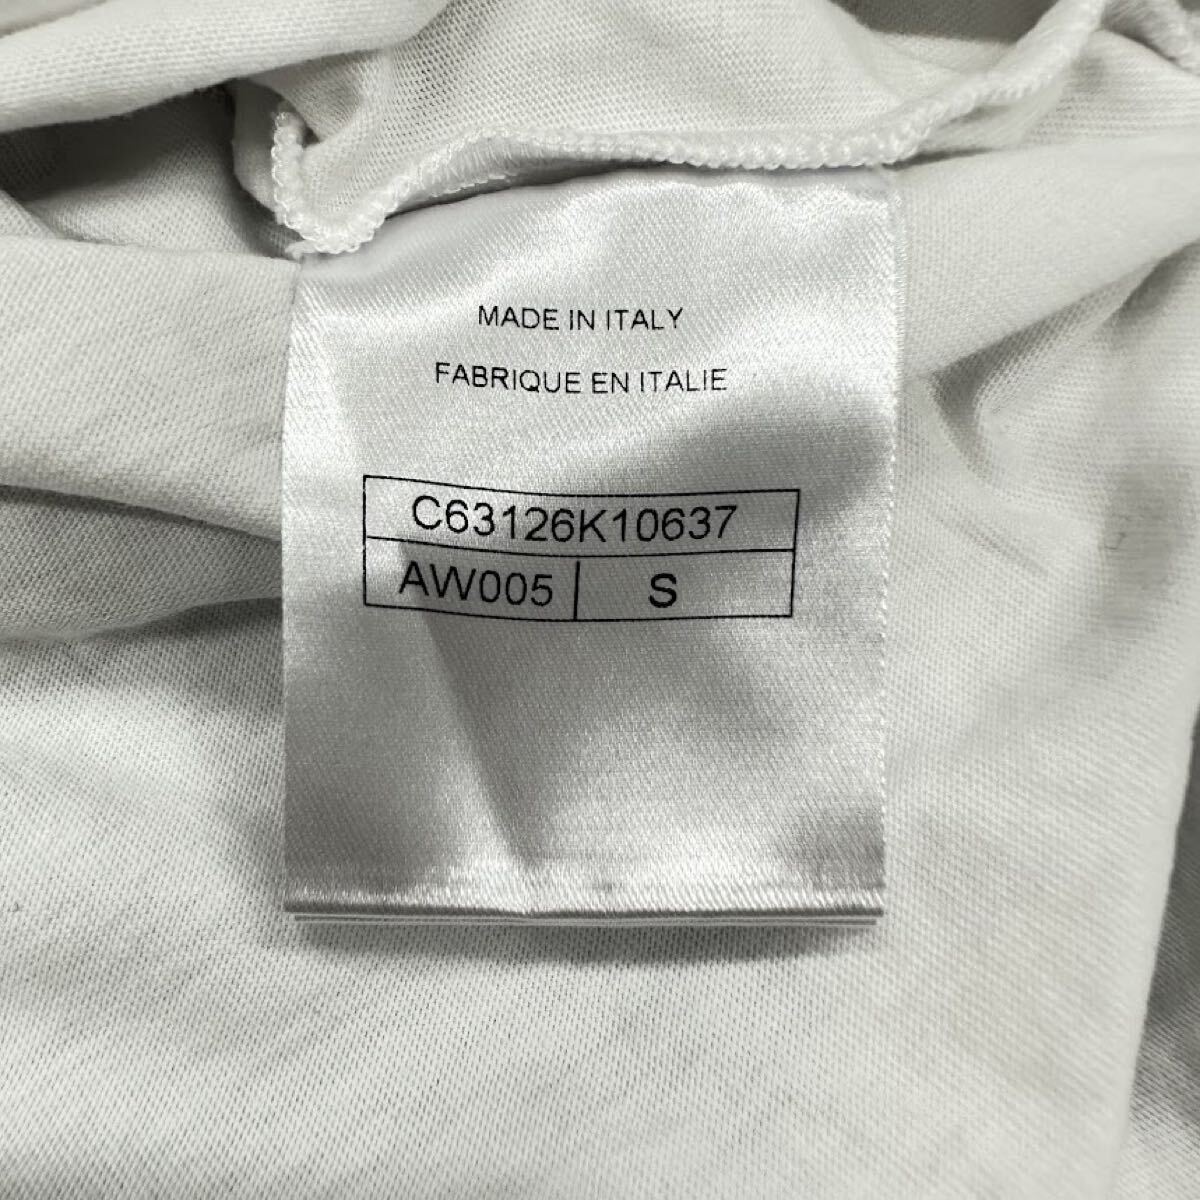 MADE IN ITALY
FABRIQUE EN ITALIE
C63126K10637
AW005 S